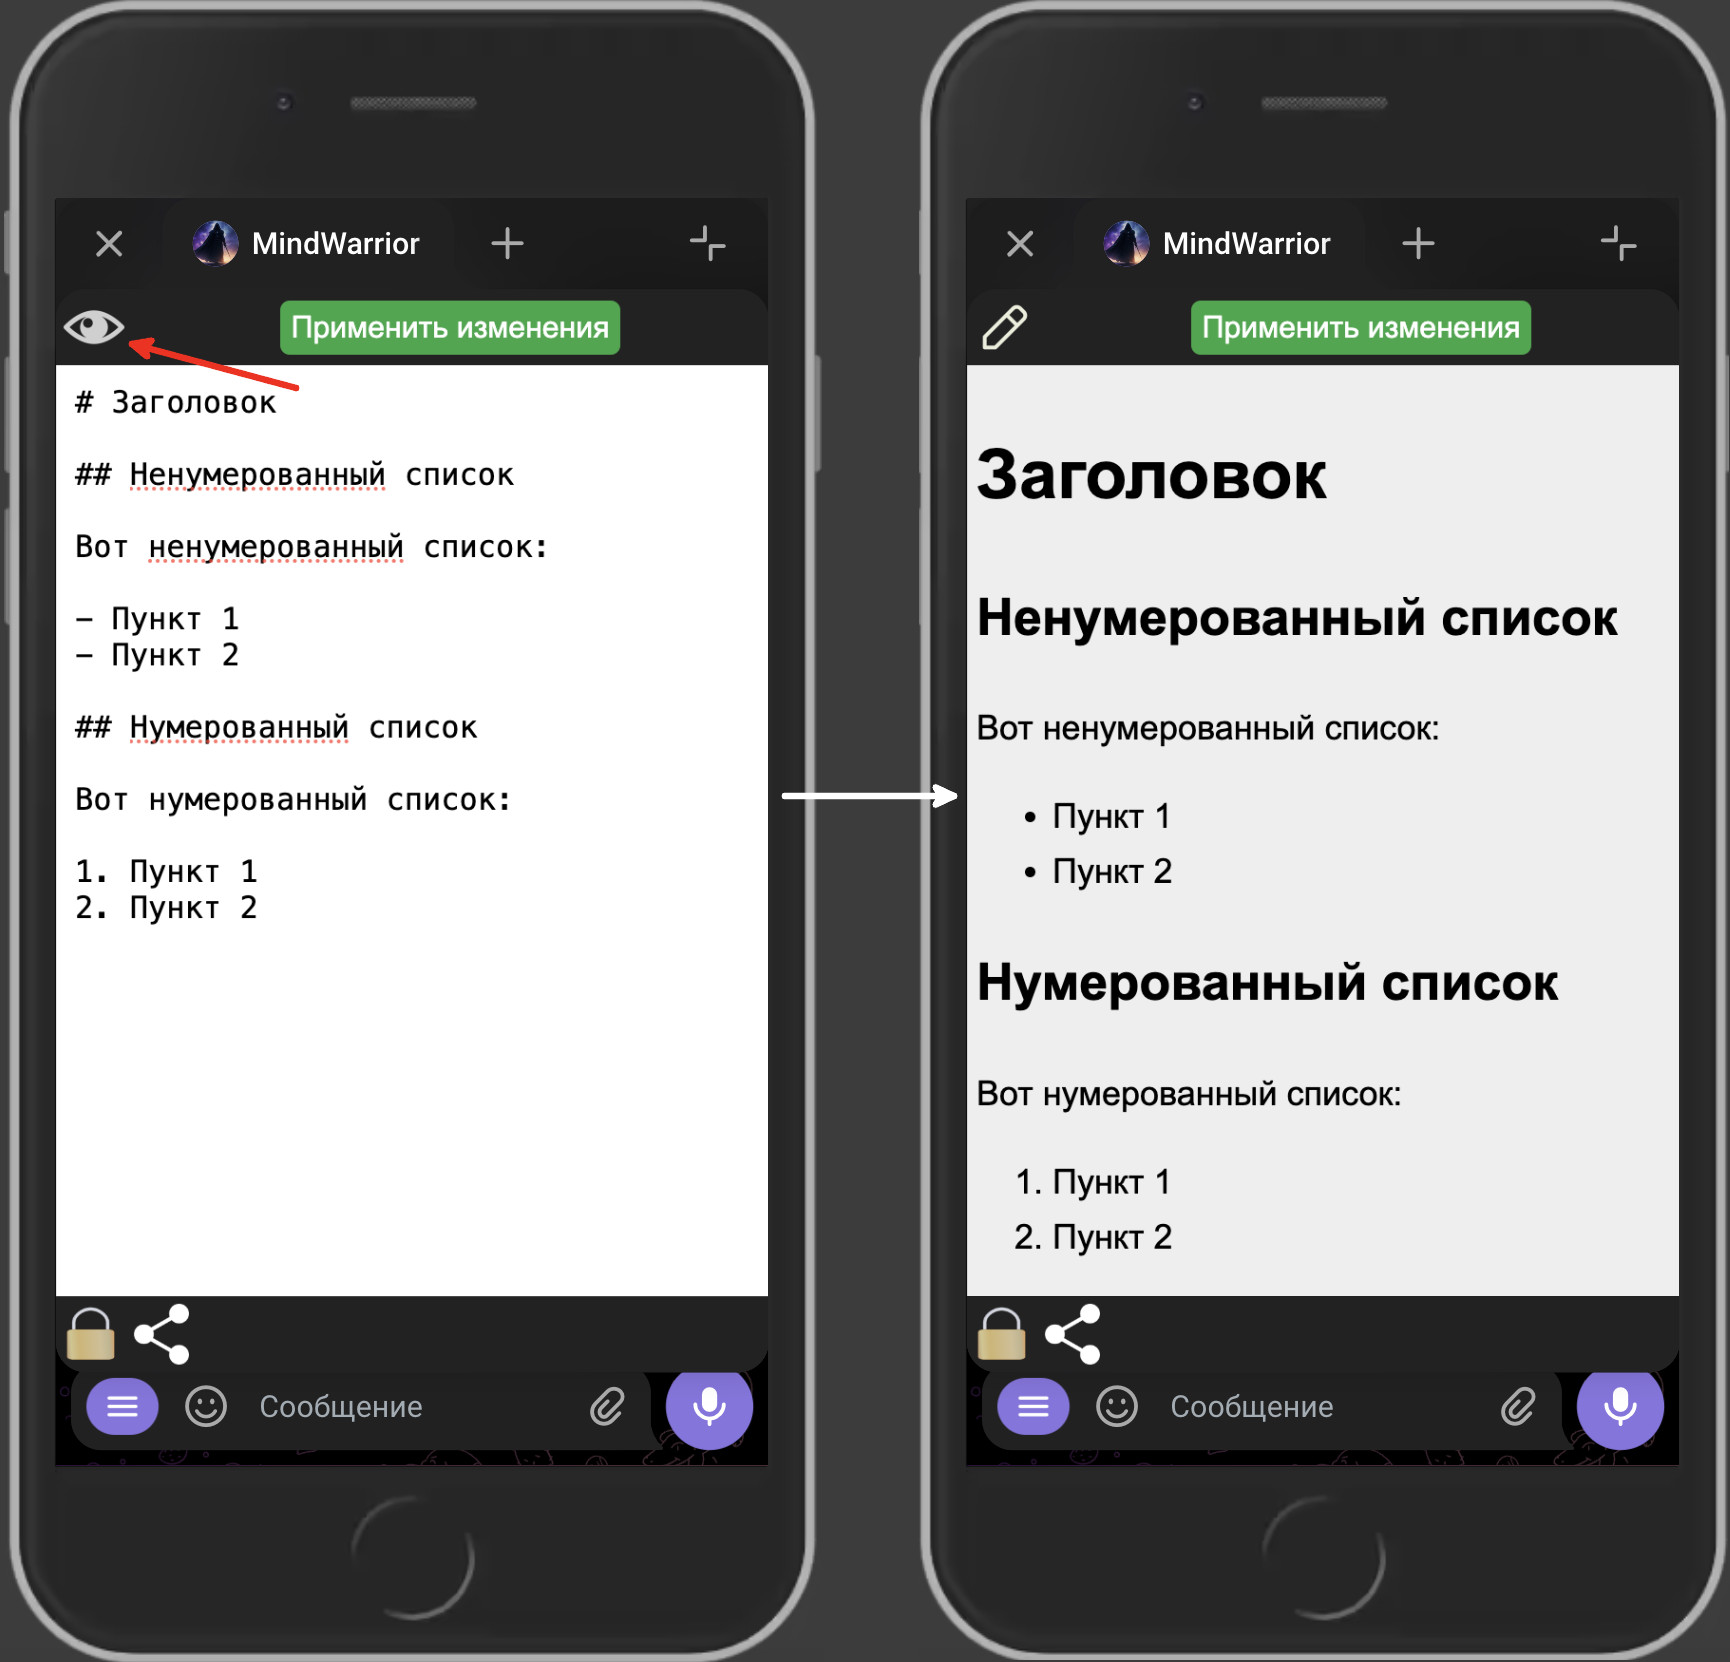 MindWarrior
Применить изменения
# Заголовок
## Ненумерованный список
Вот ненумерованный список:
– Пункт 1
– Пункт 2
## Нумерованный список
Вот нумерованный список:
1. Пункт 1
2. Пункт 2
Сообщение
MindWarrior
Применить изменения
Заголовок
Ненумерованный список
Вот ненумерованный список:
• Пункт 1
• Пункт 2
Нумерованный список
Вот нумерованный список:
1. Пункт 1
2. Пункт 2
Сообщение